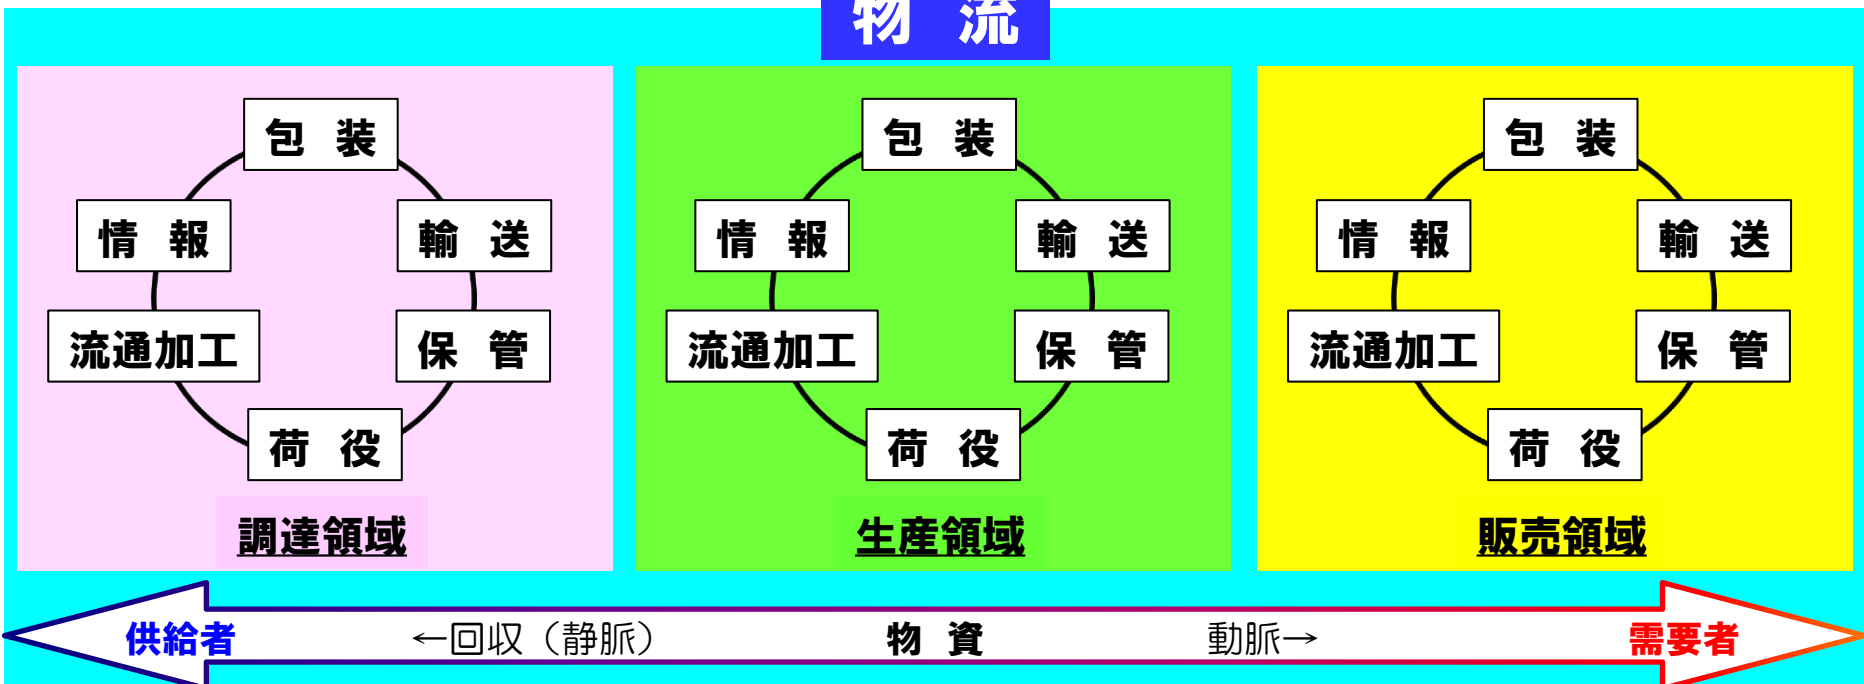 物 流
包 装
情 報
輸 送
流通加工
保 管
荷 役
調達領域
包 装
情 報
輸 送
流通加工
保 管
荷 役
生産領域
包 装
情 報
輸 送
流通加工
保 管
荷 役
販売領域
供給者 ←回収（静脈） 物 資 動脈→ 需要者